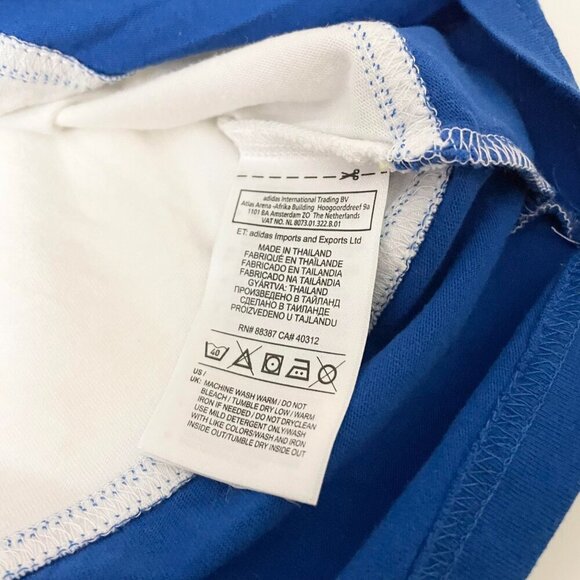 adidas International Trading BV
Atlas Arena -Afrika Building Hoogoorddreef 9a
1101 BA Amsterdam ZO The Netherlands
VAT NO. NL 8073.01.322.B.01
ET: adidas Imports and Exports Ltd
MADE IN THAILAND
FABRIQUÉ EN THAÏLANDE
FABRICADO EN TAILANDIA
FABRICADO NA TAILÂNDIA
GYÁRTVA: THAILAND
ПРОИЗВЕДЕНО В ТАЙЛАНД
СДЕЛАНО В ТАИЛАНДЕ
PROIZVEDENO U TAJLANDU
RN# 88387 CA# 40312
40
US /
UK: MACHINE WASH WARM / DO NOT
BLEACH / TUMBLE DRY LOW / WARM
IRON IF NEEDED / DO NOT DRYCLEAN
USE MILD DETERGENT ONLY/WASH
WITH LIKE COLORS/WASH AND IRON
INSIDE OUT/TUMBLE DRY INSIDE OUT